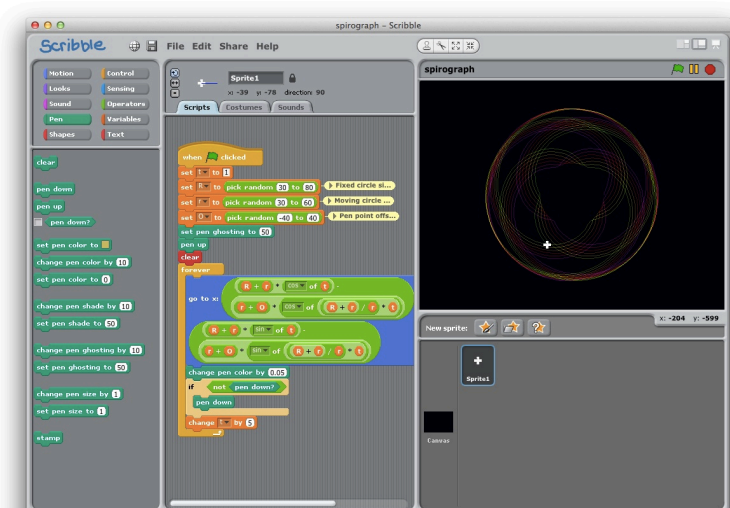 spirograph – Scribble
Scribble File Edit Share Help
Motion Control
Looks Sensing
Sound Operators
Pen Variables
Shapes Text
clear
pen down
pen up
pen down?
set pen color to
change pen color by 10
set pen color to 0
change pen shade by 10
set pen shade to 50
change pen ghosting by 10
set pen ghosting to 50
change pen size by 1
set pen size to 1
stamp
Sprite1
x: -39 y: -78 direction: 90
Scripts Costumes Sounds
when clicked
set t to 1
set R to pick random 30 to 80 Fixed circle si...
set r to pick random 30 to 60 Moving circle ...
set O to pick random -40 to 40 Pen point offs...
set pen ghosting to 50
pen up
clear
forever
go to x: R + r * cos of t -
r + O * cos of R + r / r * t
R + r * sin of t -
r + O * sin of R + r / r * t
change pen color by 0.05
if not pen down?
pen down
change t by 5
spirograph
x: -204 y: -599
New sprite:
Sprite1
Canvas